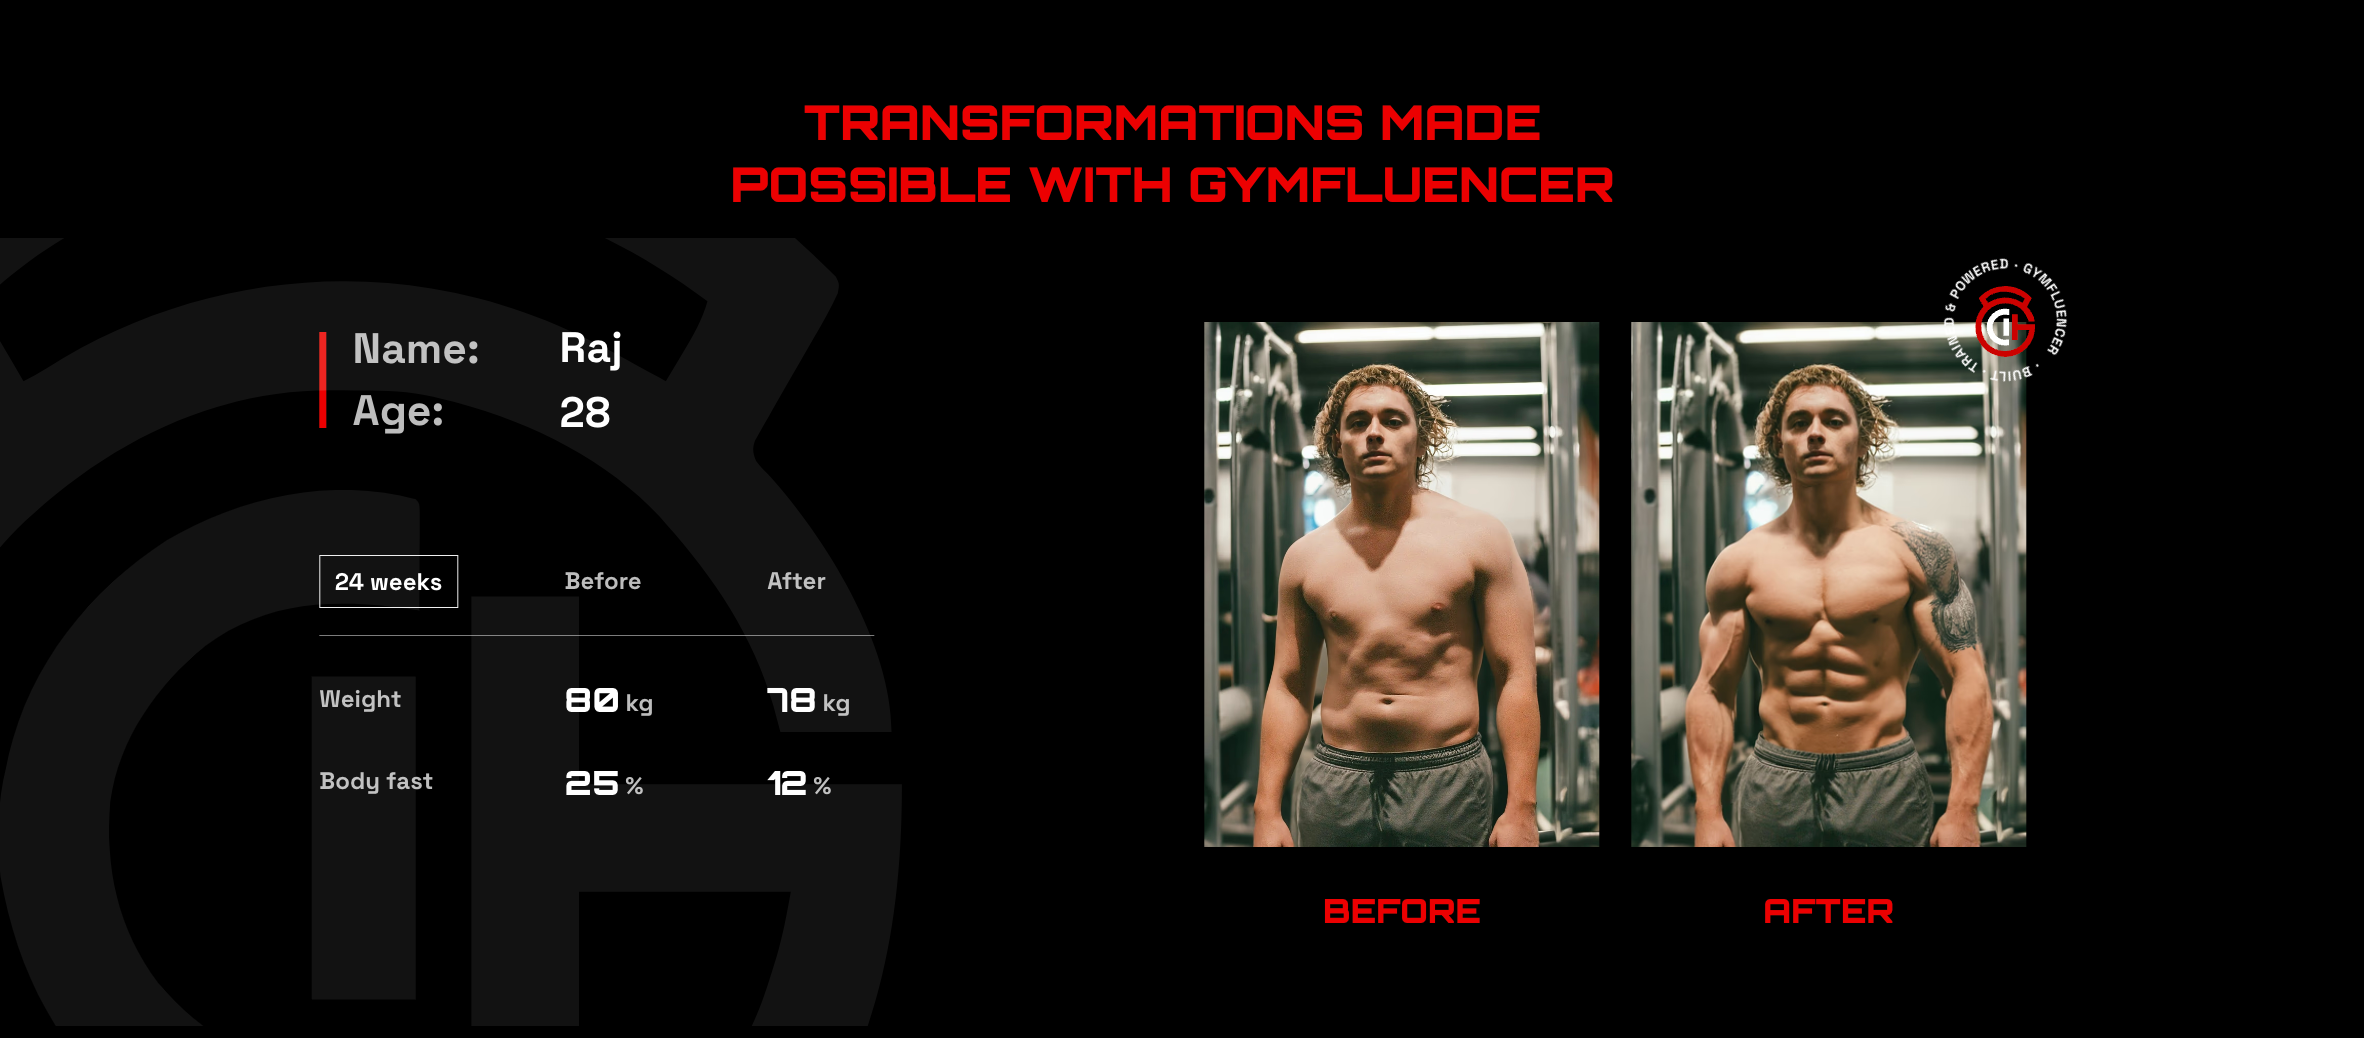 TRANSFORMATIONS MADE
POSSIBLE WITH GYMFLUENCER
Name: Raj
Age: 28
24 weeks Before After
Weight 80 kg 78 kg
Body fast 25 % 12 %
GYMFLUENCER · BUILT · TRAINED & POWERED ·
BEFORE AFTER